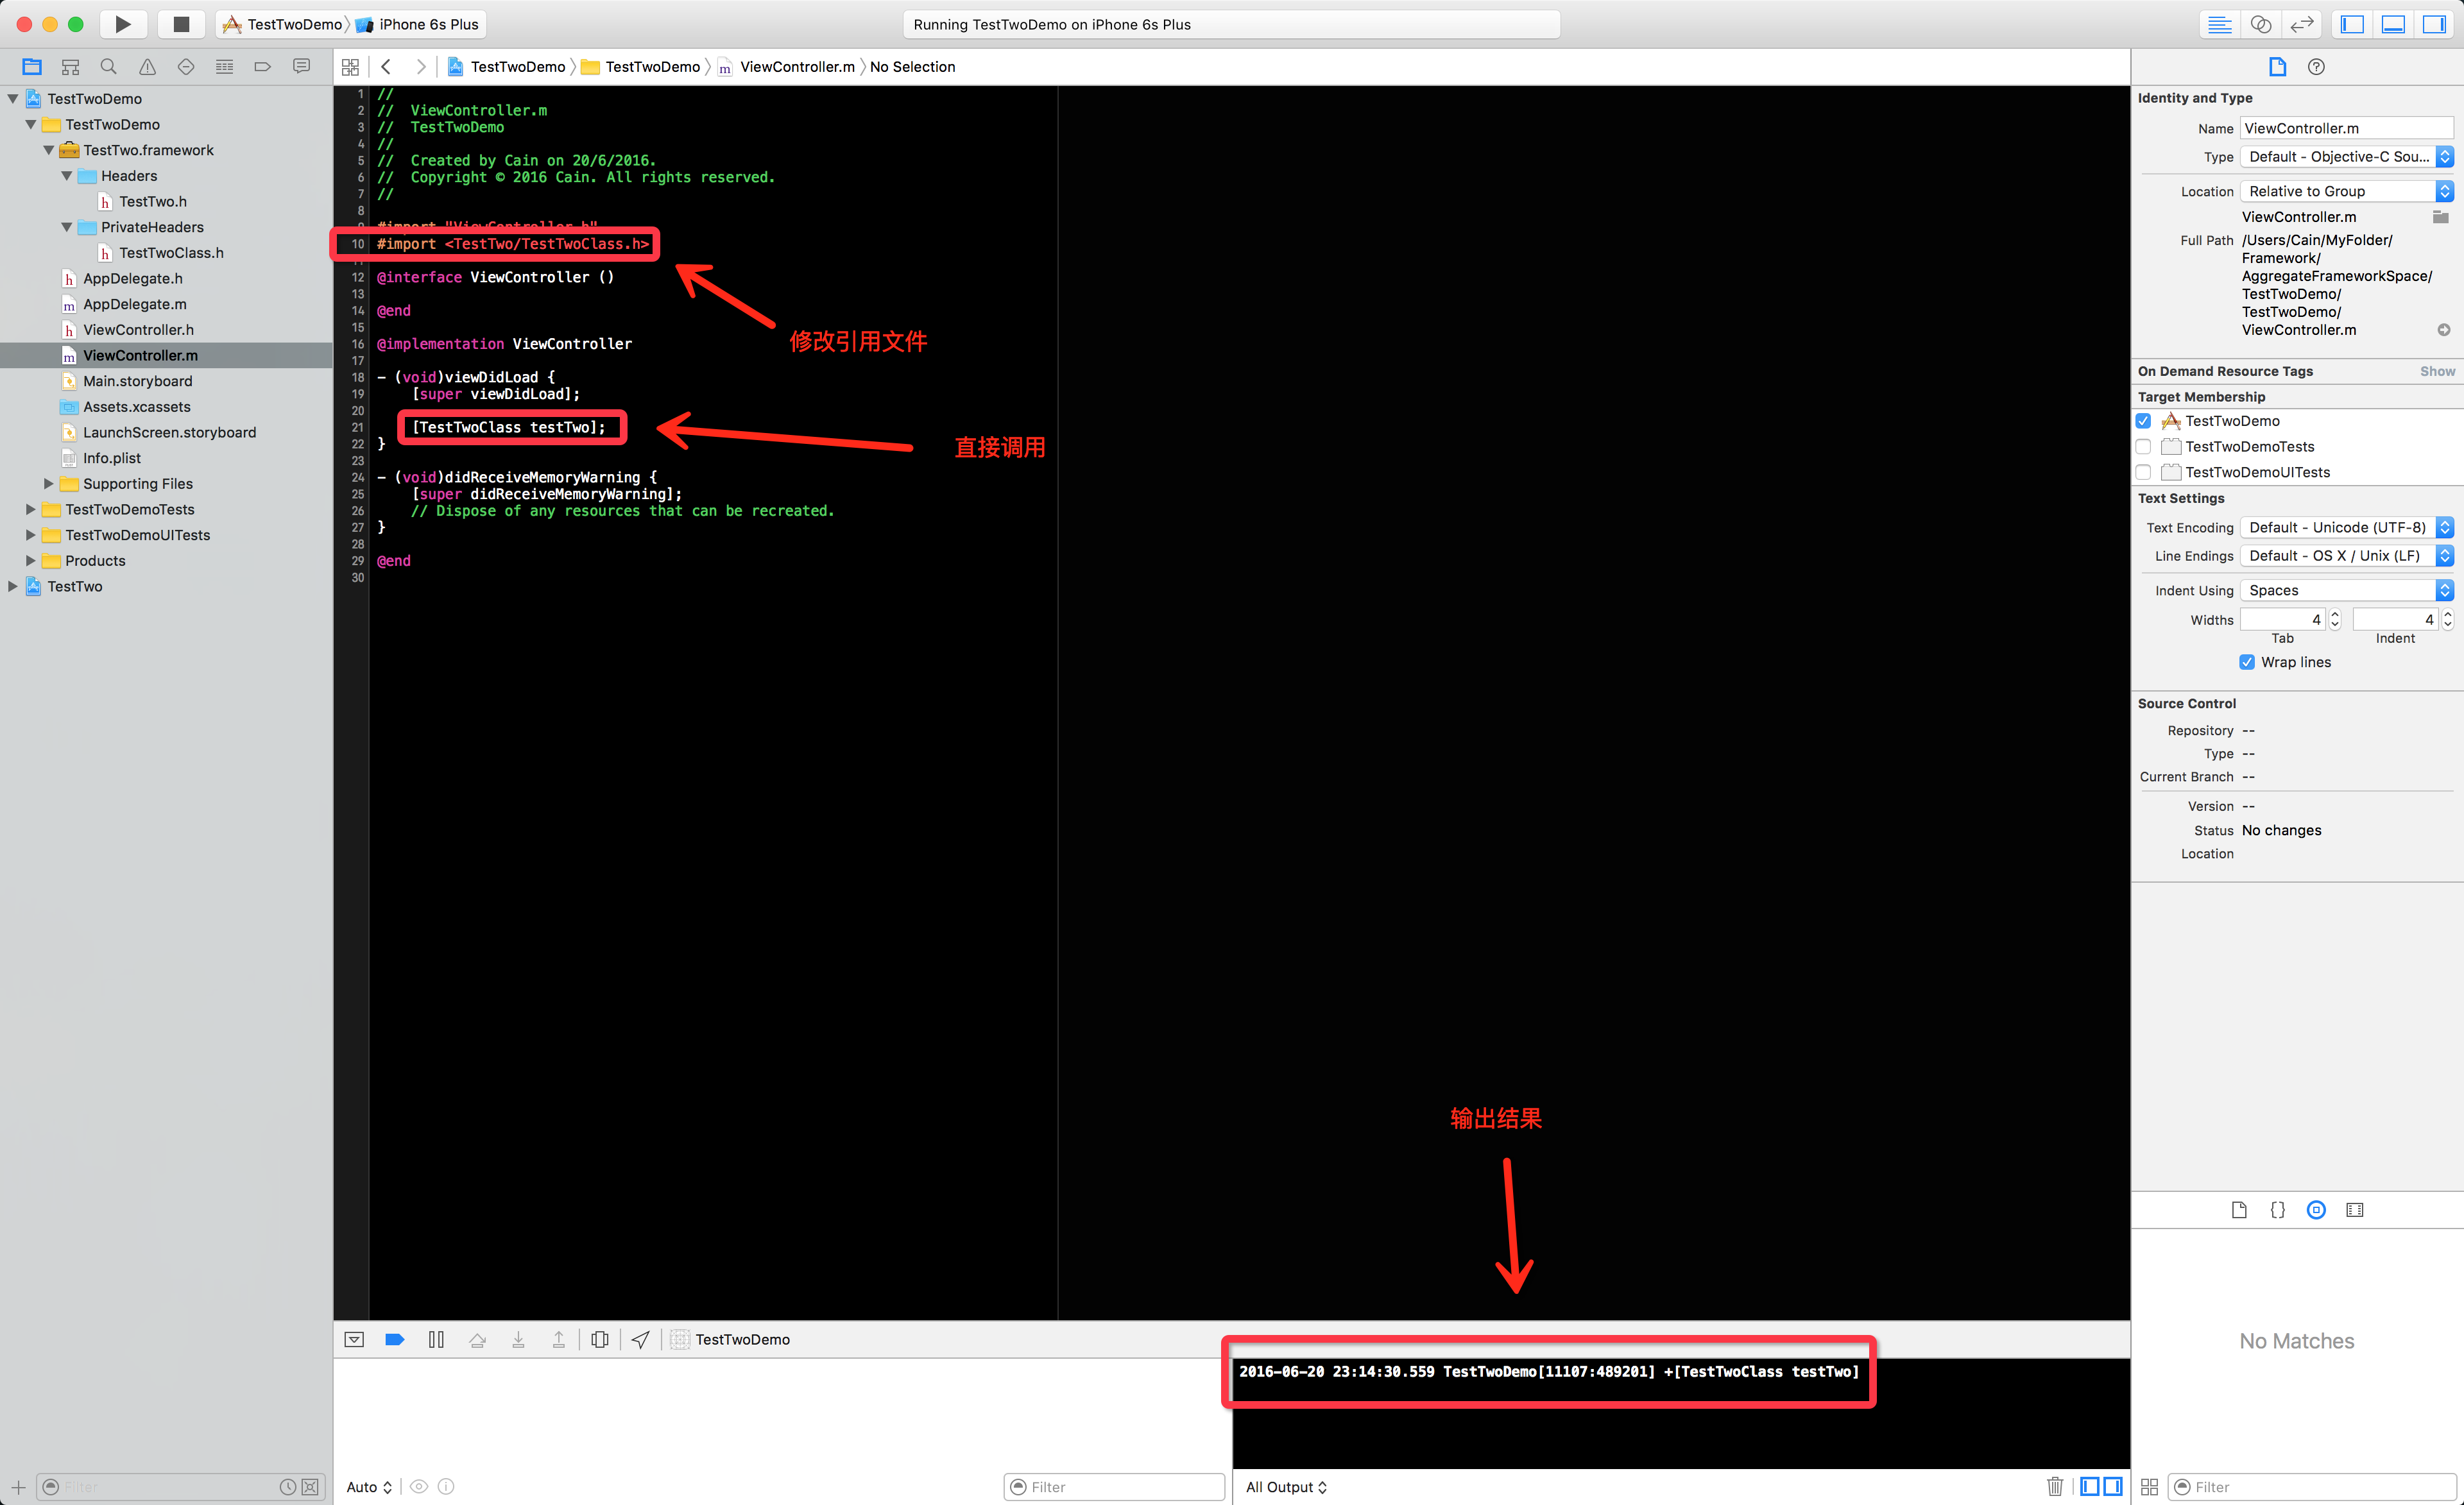 TestTwoDemo
iPhone 6s Plus
Running TestTwoDemo on iPhone 6s Plus
TestTwoDemo
TestTwoDemo
ViewController.m
No Selection
TestTwoDemo
TestTwoDemo
TestTwo.framework
Headers
TestTwo.h
PrivateHeaders
TestTwoClass.h
AppDelegate.h
AppDelegate.m
ViewController.h
ViewController.m
Main.storyboard
Assets.xcassets
LaunchScreen.storyboard
Info.plist
Supporting Files
TestTwoDemoTests
TestTwoDemoUITests
Products
TestTwo
Filter
1 //
2 // ViewController.m
3 // TestTwoDemo
4 //
5 // Created by Cain on 20/6/2016.
6 // Copyright © 2016 Cain. All rights reserved.
7 //
8
9 #import "ViewController.h"
10 #import <TestTwo/TestTwoClass.h>
11
12 @interface ViewController ()
13
14 @end
15
16 @implementation ViewController
17
18 - (void)viewDidLoad {
19 [super viewDidLoad];
20
21 [TestTwoClass testTwo];
22 }
23
24 - (void)didReceiveMemoryWarning {
25 [super didReceiveMemoryWarning];
26 // Dispose of any resources that can be recreated.
27 }
28
29 @end
30
修改引用文件
直接调用
输出结果
TestTwoDemo
2016-06-20 23:14:30.559 TestTwoDemo[11107:489201] +[TestTwoClass testTwo]
Auto
Filter
All Output
Identity and Type
Name ViewController.m
Type Default - Objective-C Sou...
Location Relative to Group
ViewController.m
Full Path /Users/Cain/MyFolder/
Framework/
AggregateFrameworkSpace/
TestTwoDemo/
TestTwoDemo/
ViewController.m
On Demand Resource Tags Show
Target Membership
TestTwoDemo
TestTwoDemoTests
TestTwoDemoUITests
Text Settings
Text Encoding Default - Unicode (UTF-8)
Line Endings Default - OS X / Unix (LF)
Indent Using Spaces
Widths 4 4
Tab Indent
Wrap lines
Source Control
Repository --
Type --
Current Branch --
Version --
Status No changes
Location
No Matches
Filter